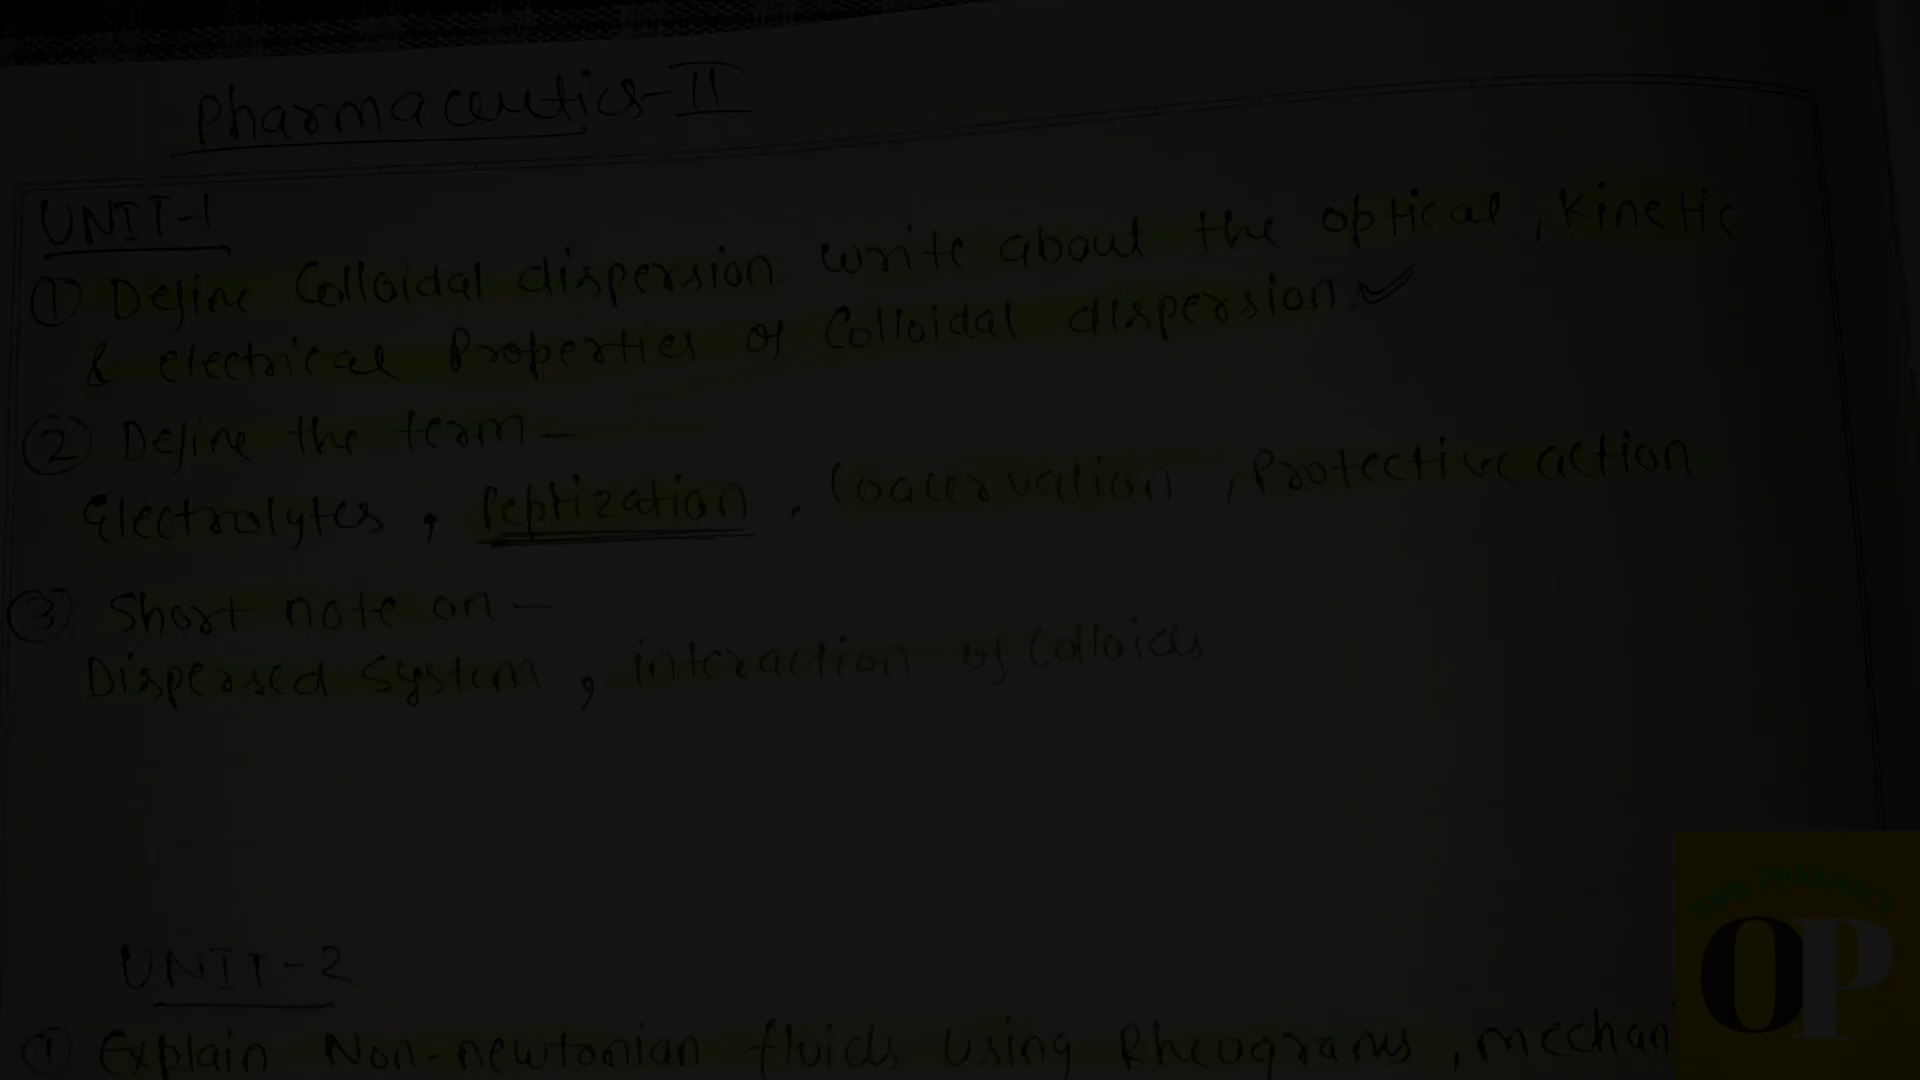 Pharmaceutics-II
UNIT-1
① Define Colloidal dispersion. write about the optical, Kinetic
& electrical Properties of Colloidal dispersion. ✓
② Define the term -
Electrolytes, Peptization, Coacervation, Protective action
③ Short note on -
Dispersed System, interaction of Colloids
UNIT-2
① Explain Non-newtonian fluids Using Rheograms, mechan
OWN PHARMACY
OP